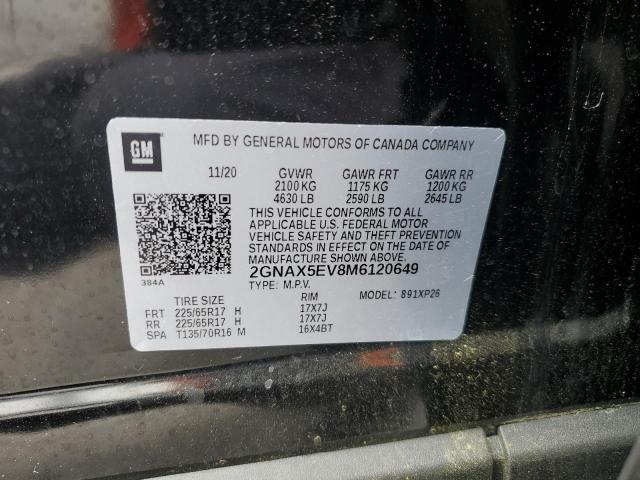 GM
MFD BY GENERAL MOTORS OF CANADA COMPANY
11/20 GVWR GAWR FRT GAWR RR
2100 KG 1175 KG 1200 KG
4630 LB 2590 LB 2645 LB
THIS VEHICLE CONFORMS TO ALL
APPLICABLE U.S. FEDERAL MOTOR
VEHICLE SAFETY AND THEFT PREVENTION
STANDARDS IN EFFECT ON THE DATE OF
MANUFACTURE SHOWN ABOVE.
384A 2GNAX5EV8M6120649
TYPE: M.P.V.
TIRE SIZE RIM MODEL: 891XP26
FRT 225/65R17 H 17X7J
RR 225/65R17 H 17X7J
SPA T135/70R16 M 16X4BT